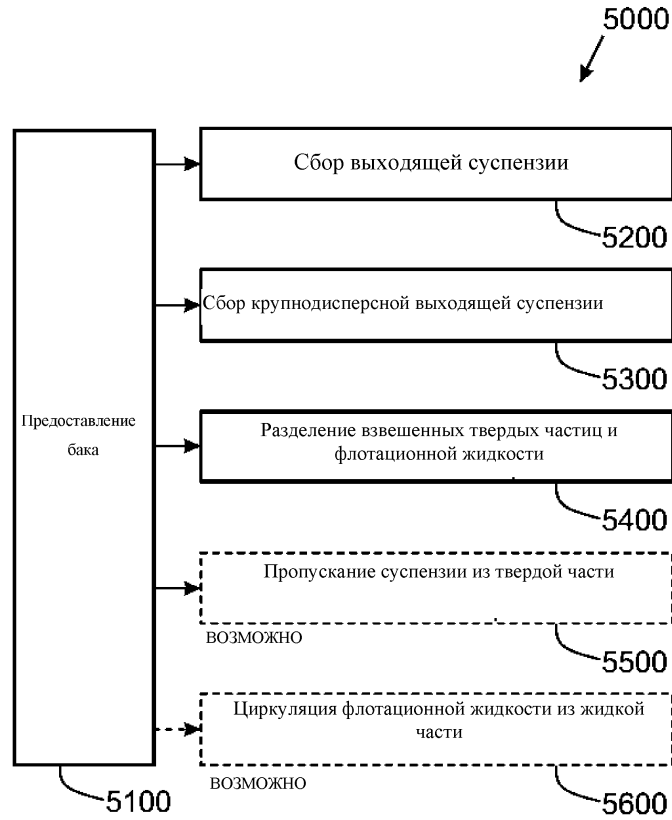 5000
Сбор выходящей суспензии
5200
Сбор крупнодисперсной выходящей суспензии
5300
Предоставление
бака
Разделение взвешенных твердых частиц и
флотационной жидкости
5400
Пропускание суспензии из твердой части
ВОЗМОЖНО
5500
Циркуляция флотационной жидкости из жидкой
части
ВОЗМОЖНО
5600
5100